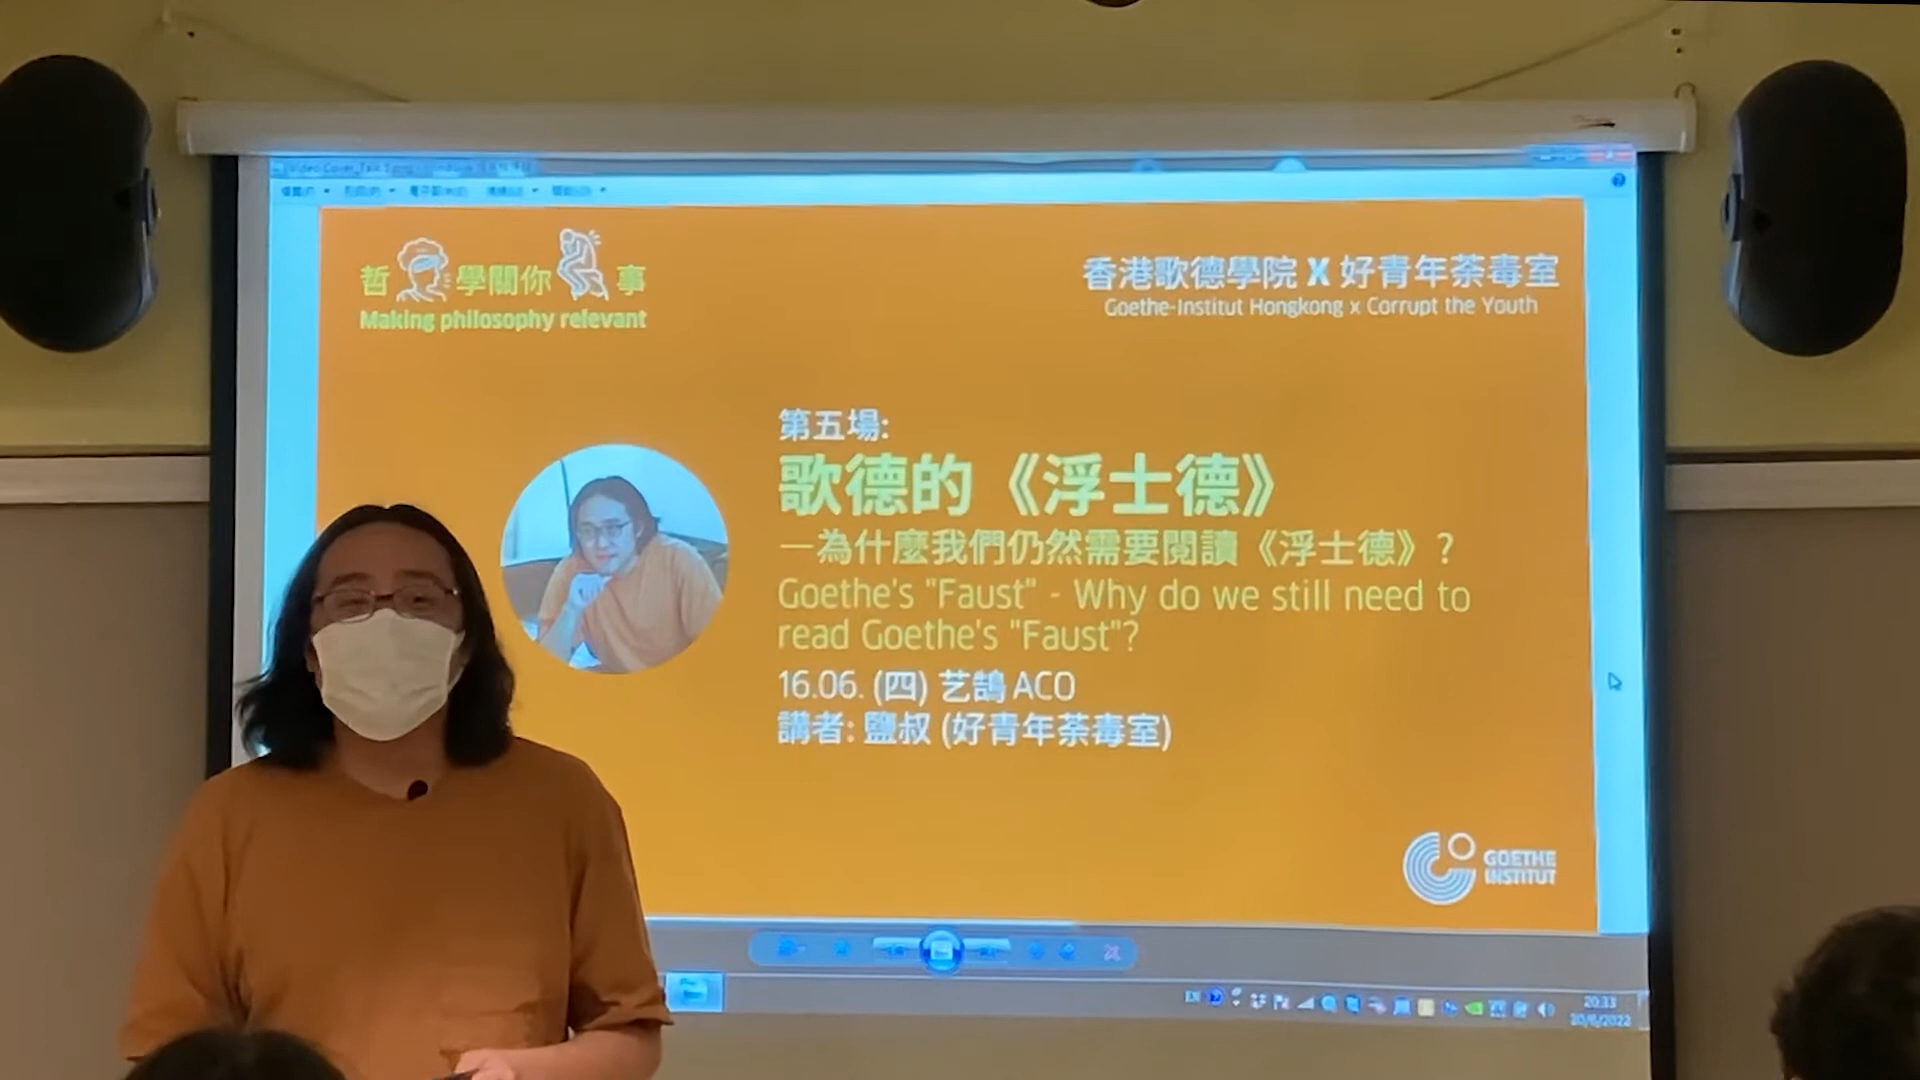 哲學關你事
Making philosophy relevant
香港歌德學院 X 好青年荼毒室
Goethe-Institut Hongkong x Corrupt the Youth
第五場:
歌德的《浮士德》
—為什麼我們仍然需要閱讀《浮士德》?
Goethe's "Faust" - Why do we still need to
read Goethe's "Faust"?
16.06. (四) 艺鵠 ACO
講者: 鹽叔 (好青年荼毒室)
GOETHE
INSTITUT
EN
20:33